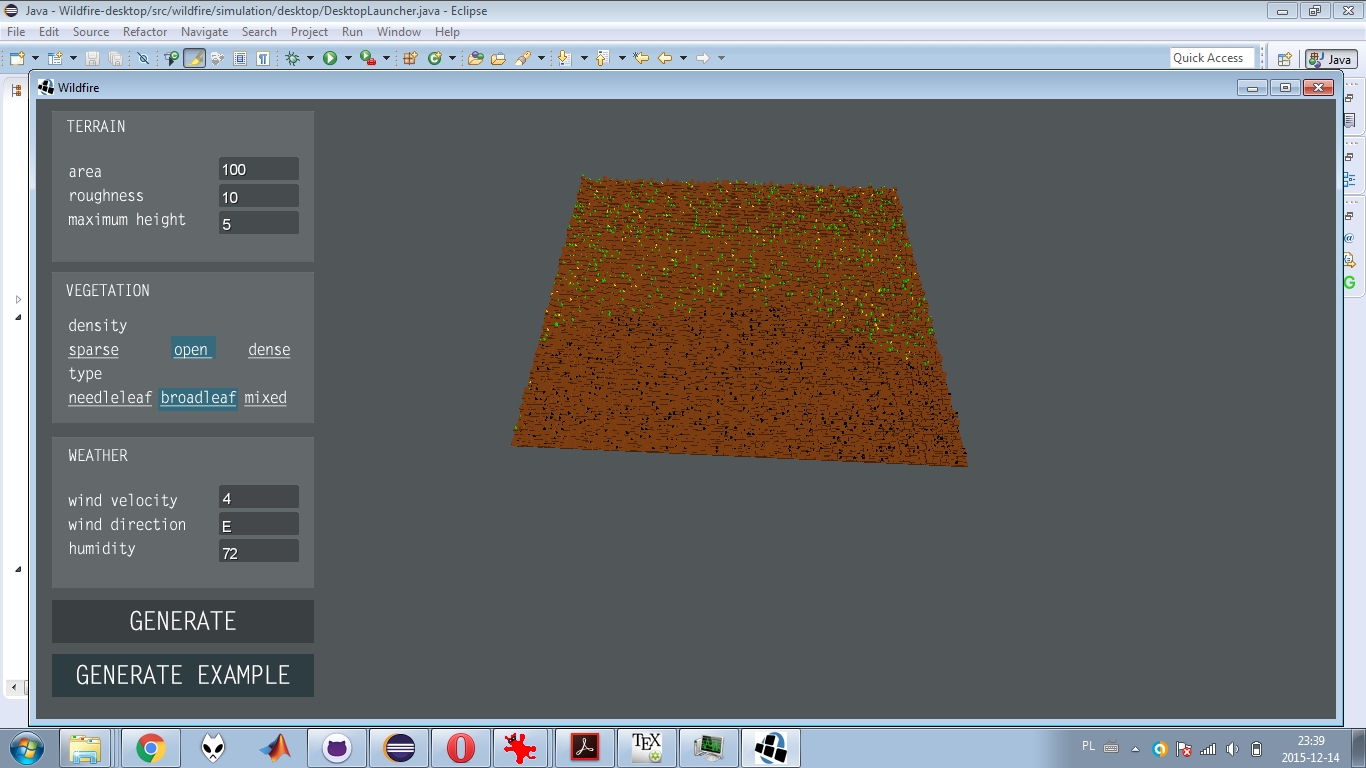 Java - Wildfire-desktop/src/wildfire/simulation/desktop/DesktopLauncher.java - Eclipse
File Edit Source Refactor Navigate Search Project Run Window Help
Quick Access Java
Wildfire
TERRAIN
area 100
roughness 10
maximum height 5
VEGETATION
density
sparse open dense
type
needleleaf broadleaf mixed
WEATHER
wind velocity 4
wind direction E
humidity 72
GENERATE
GENERATE EXAMPLE
TEX
PL
23:39
2015-12-14